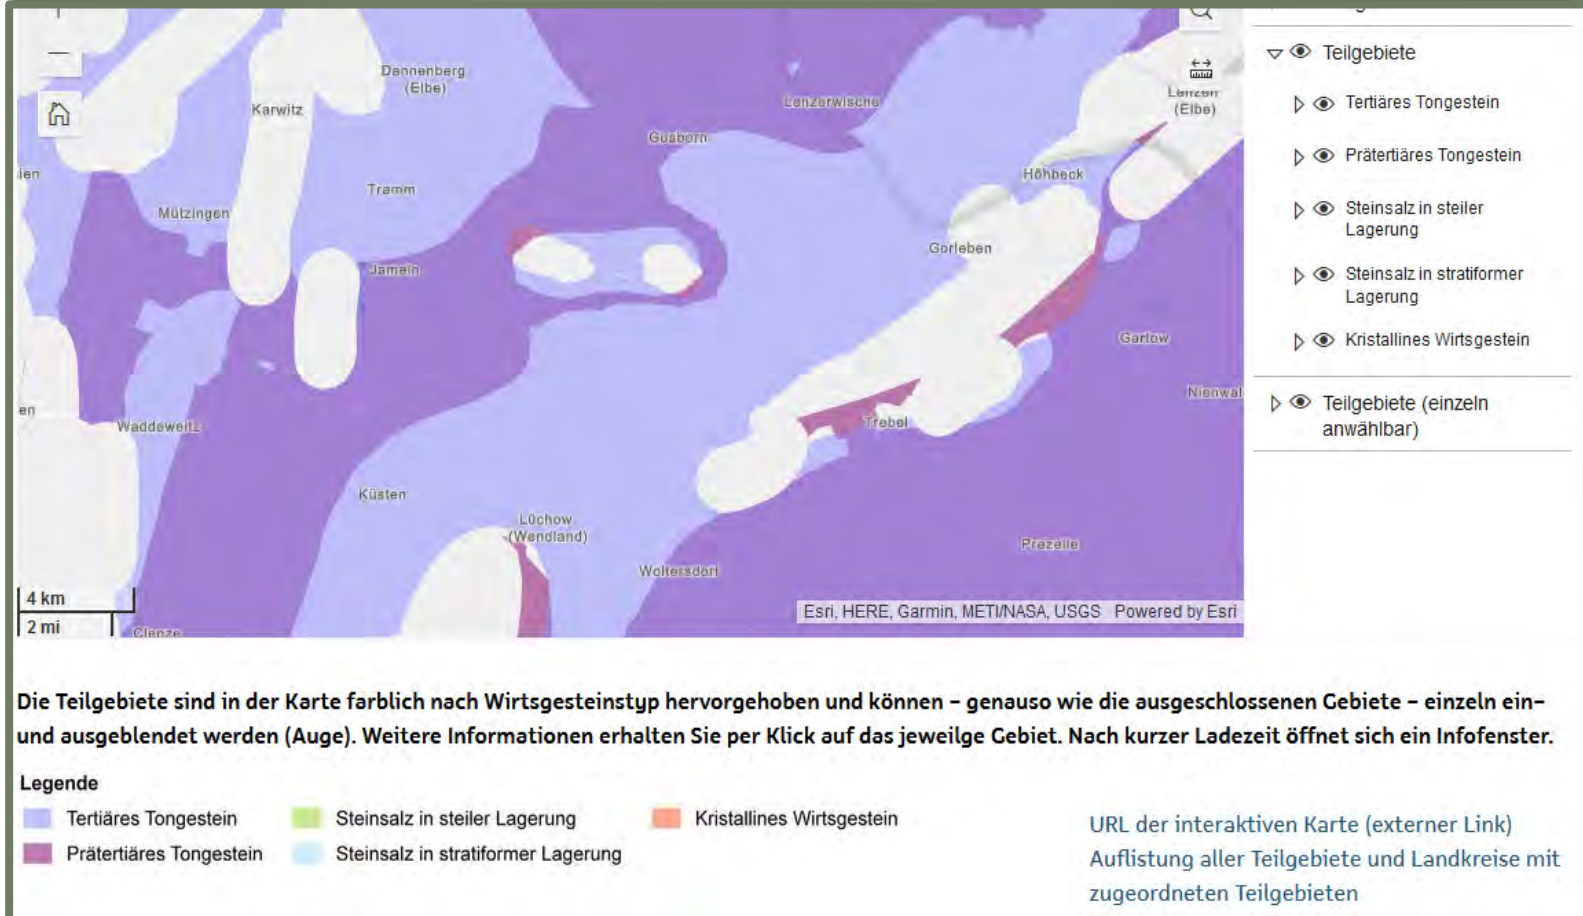 Dannenberg
(Elbe)
Karwitz
Lenzerwische
(Elbe)
Gusborn
Höhbeck
Tramm
Mützingen
Gorleben
Jameln
Gartow
Trebel
Waddeweitz
Küsten
Lüchow
(Wendland)
Woltersdorf
Prezelle
4 km
2 mi
Clenze
Esri, HERE, Garmin, METI/NASA, USGS Powered by Esri
Teilgebiete
Tertiäres Tongestein
Prätertiäres Tongestein
Steinsalz in steiler
Lagerung
Steinsalz in stratiformer
Lagerung
Kristallines Wirtsgestein
Teilgebiete (einzeln
anwählbar)
Die Teilgebiete sind in der Karte farblich nach Wirtsgesteinstyp hervorgehoben und können – genauso wie die ausgeschlossenen Gebiete – einzeln ein–
und ausgeblendet werden (Auge). Weitere Informationen erhalten Sie per Klick auf das jeweilge Gebiet. Nach kurzer Ladezeit öffnet sich ein Infofenster.
Legende
Tertiäres Tongestein
Steinsalz in steiler Lagerung
Kristallines Wirtsgestein
Prätertiäres Tongestein
Steinsalz in stratiformer Lagerung
URL der interaktiven Karte (externer Link)
Auflistung aller Teilgebiete und Landkreise mit
zugeordneten Teilgebieten